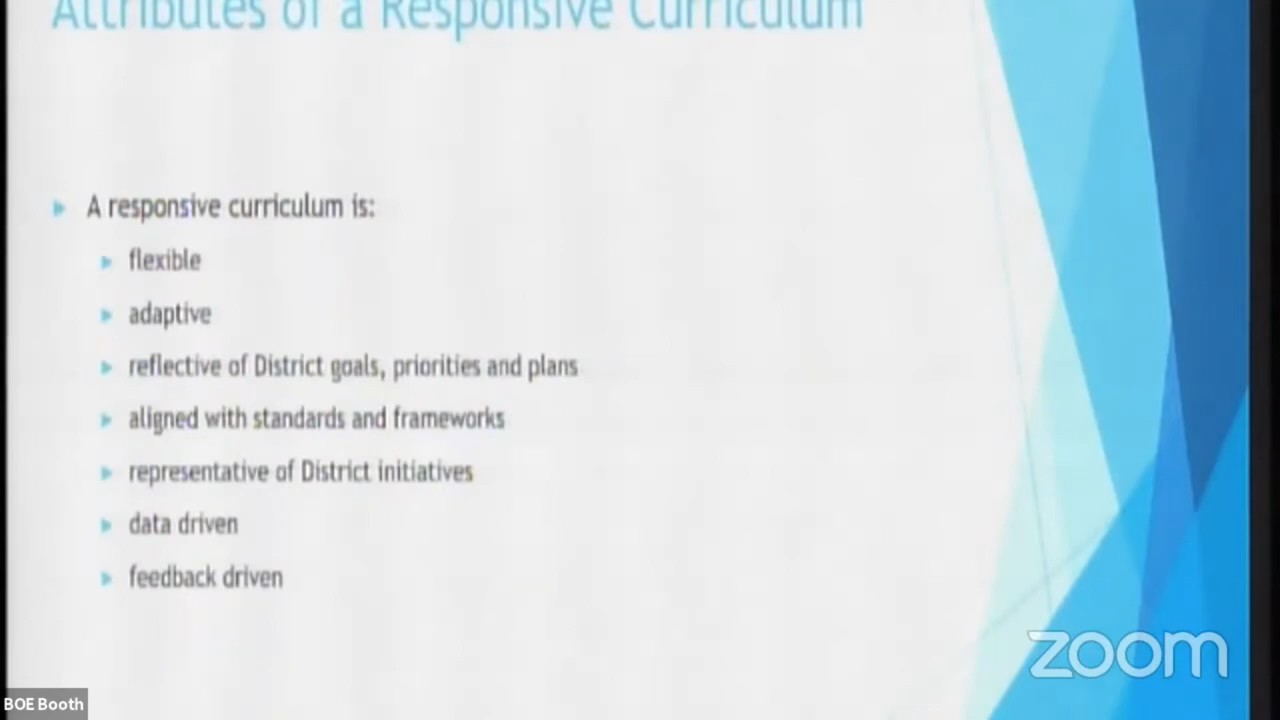 Attributes of a Responsive Curriculum
A responsive curriculum is:
flexible
adaptive
reflective of District goals, priorities and plans
aligned with standards and frameworks
representative of District initiatives
data driven
feedback driven
zoom
BOE Booth